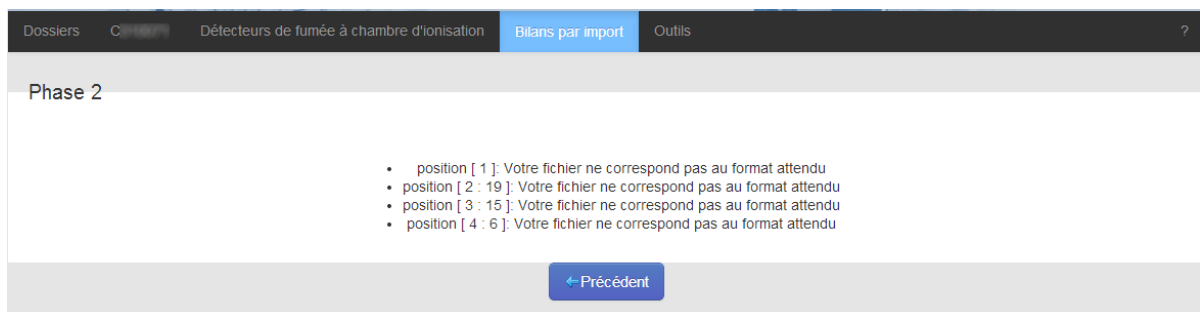 Dossiers C Détecteurs de fumée à chambre d'ionisation Bilans par import Outils ?
Phase 2
• position [ 1 ]: Votre fichier ne correspond pas au format attendu
• position [ 2 : 19 ]: Votre fichier ne correspond pas au format attendu
• position [ 3 : 15 ]: Votre fichier ne correspond pas au format attendu
• position [ 4 : 6 ]: Votre fichier ne correspond pas au format attendu
Précédent